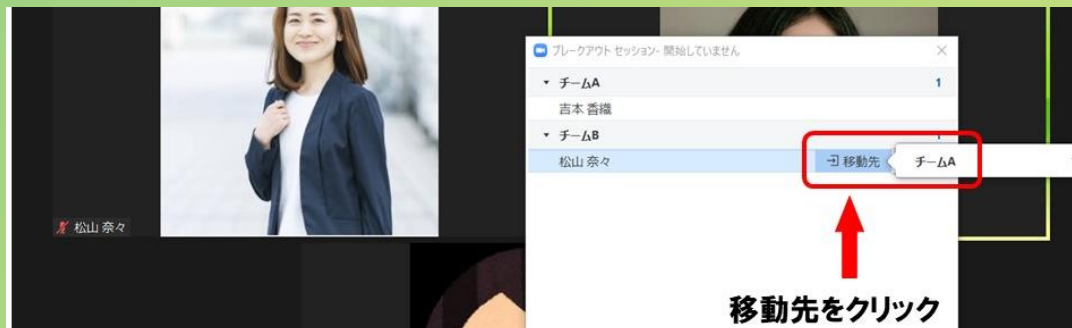 ブレークアウト セッション- 開始していません
チームA 1
吉本 香織
チームB
松山 奈々 移動先 チームA
松山 奈々
移動先をクリック